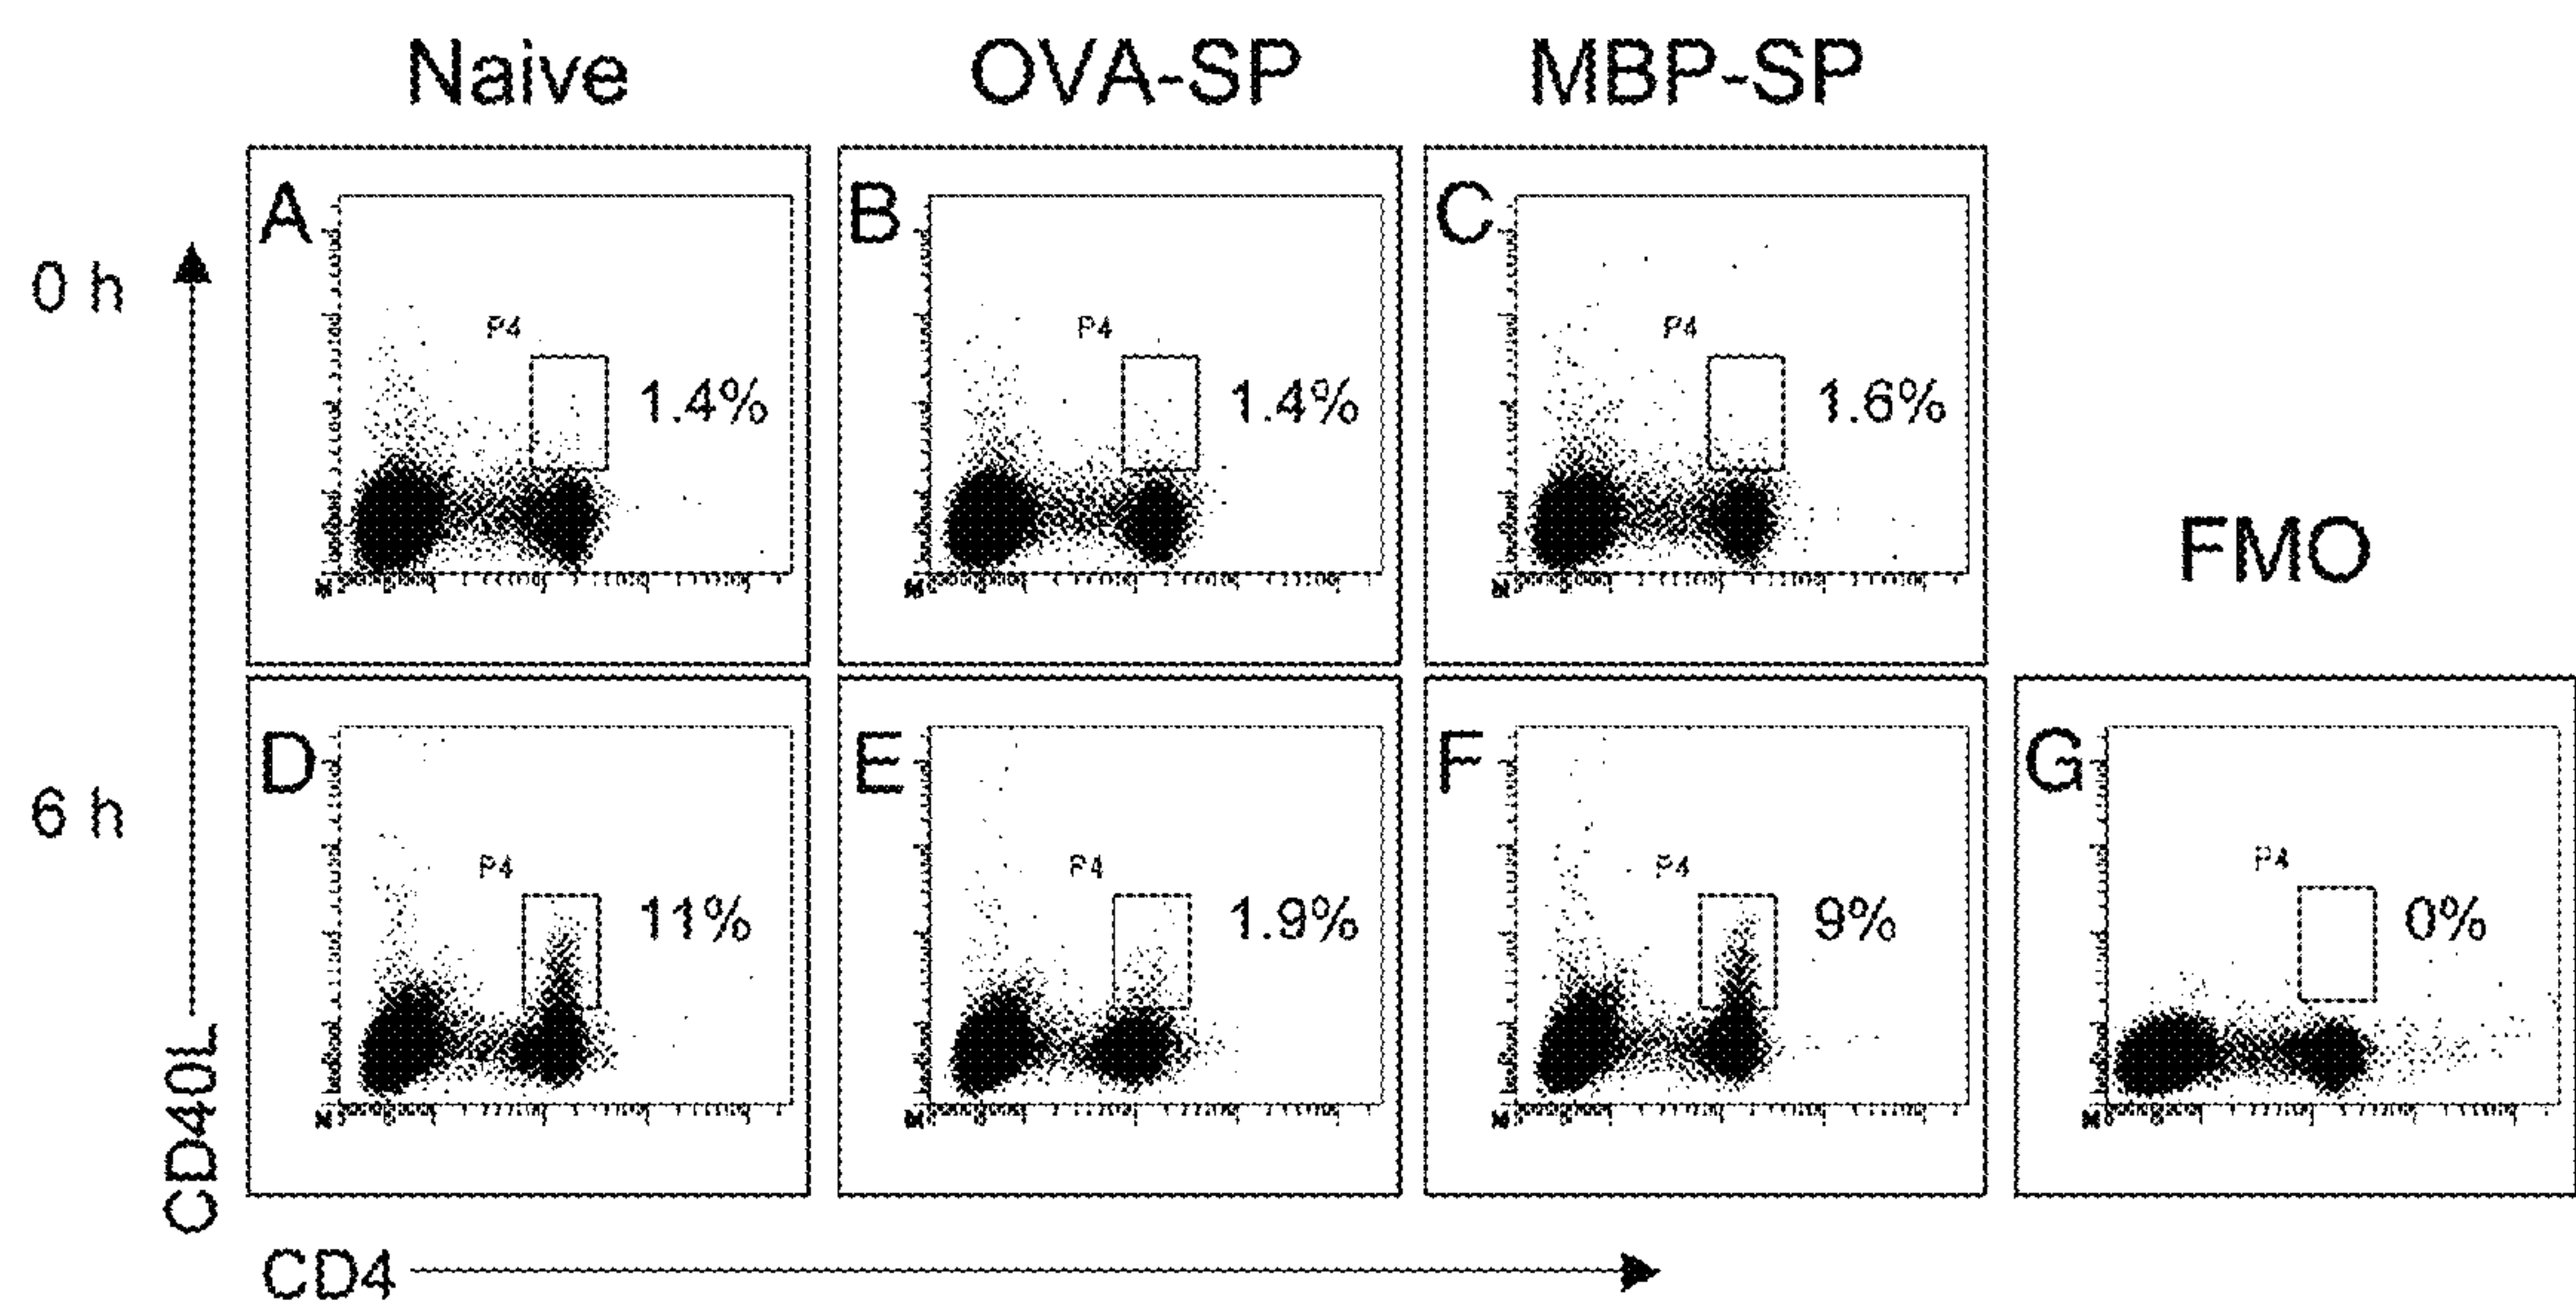 Naive OVA-SP MBP-SP
0 h
A P4 1.4%
B P4 1.4%
C P4 1.6%
FMO
6 h
D P4 11%
E P4 1.9%
F P4 9%
G P4 0%
CD40L
CD4